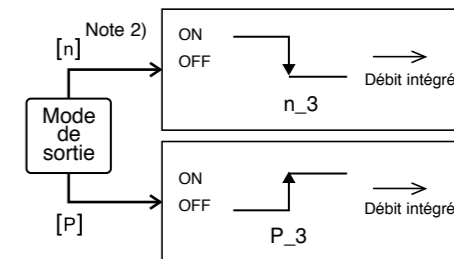 Note 2)
[n]
ON
OFF
Débit intégré
n_3
Mode
de
sortie
ON
OFF
Débit intégré
[P]
P_3